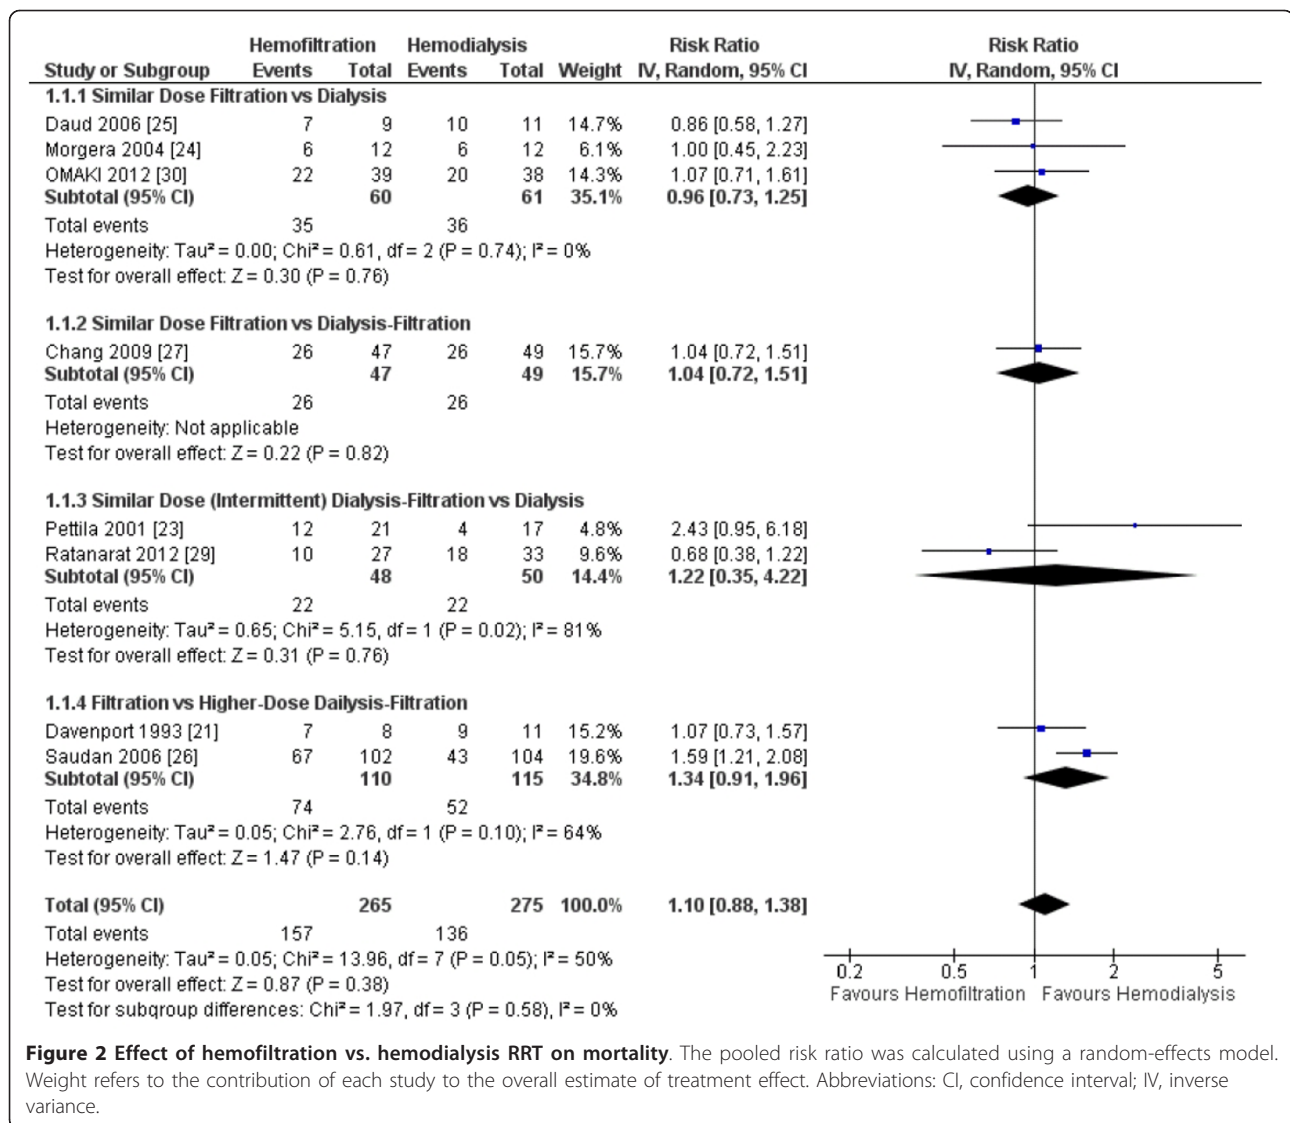 Hemofiltration Hemodialysis Risk Ratio Risk Ratio
Study or Subgroup Events Total Events Total Weight IV, Random, 95% CI IV, Random, 95% CI
1.1.1 Similar Dose Filtration vs Dialysis
Daud 2006 [25] 7 9 10 11 14.7% 0.86 [0.58, 1.27]
Morgera 2004 [24] 6 12 6 12 6.1% 1.00 [0.45, 2.23]
OMAKI 2012 [30] 22 39 20 38 14.3% 1.07 [0.71, 1.61]
Subtotal (95% CI) 60 61 35.1% 0.96 [0.73, 1.25]
Total events 35 36
Heterogeneity: Tau² = 0.00; Chi² = 0.61, df = 2 (P = 0.74); I² = 0%
Test for overall effect: Z = 0.30 (P = 0.76)
1.1.2 Similar Dose Filtration vs Dialysis-Filtration
Chang 2009 [27] 26 47 26 49 15.7% 1.04 [0.72, 1.51]
Subtotal (95% CI) 47 49 15.7% 1.04 [0.72, 1.51]
Total events 26 26
Heterogeneity: Not applicable
Test for overall effect: Z = 0.22 (P = 0.82)
1.1.3 Similar Dose (Intermittent) Dialysis-Filtration vs Dialysis
Pettila 2001 [23] 12 21 4 17 4.8% 2.43 [0.95, 6.18]
Ratanarat 2012 [29] 10 27 18 33 9.6% 0.68 [0.38, 1.22]
Subtotal (95% CI) 48 50 14.4% 1.22 [0.35, 4.22]
Total events 22 22
Heterogeneity: Tau² = 0.65; Chi² = 5.15, df = 1 (P = 0.02); I² = 81%
Test for overall effect: Z = 0.31 (P = 0.76)
1.1.4 Filtration vs Higher-Dose Dailysis-Filtration
Davenport 1993 [21] 7 8 9 11 15.2% 1.07 [0.73, 1.57]
Saudan 2006 [26] 67 102 43 104 19.6% 1.59 [1.21, 2.08]
Subtotal (95% CI) 110 115 34.8% 1.34 [0.91, 1.96]
Total events 74 52
Heterogeneity: Tau² = 0.05; Chi² = 2.76, df = 1 (P = 0.10); I² = 64%
Test for overall effect: Z = 1.47 (P = 0.14)
Total (95% CI) 265 275 100.0% 1.10 [0.88, 1.38]
Total events 157 136
Heterogeneity: Tau² = 0.05; Chi² = 13.96, df = 7 (P = 0.05); I² = 50%
Test for overall effect: Z = 0.87 (P = 0.38)
Test for subgroup differences: Chi² = 1.97, df = 3 (P = 0.58), I² = 0%
0.2 0.5 1 2 5
Favours Hemofiltration Favours Hemodialysis
Figure 2 Effect of hemofiltration vs. hemodialysis RRT on mortality. The pooled risk ratio was calculated using a random-effects model.
Weight refers to the contribution of each study to the overall estimate of treatment effect. Abbreviations: CI, confidence interval; IV, inverse
variance.